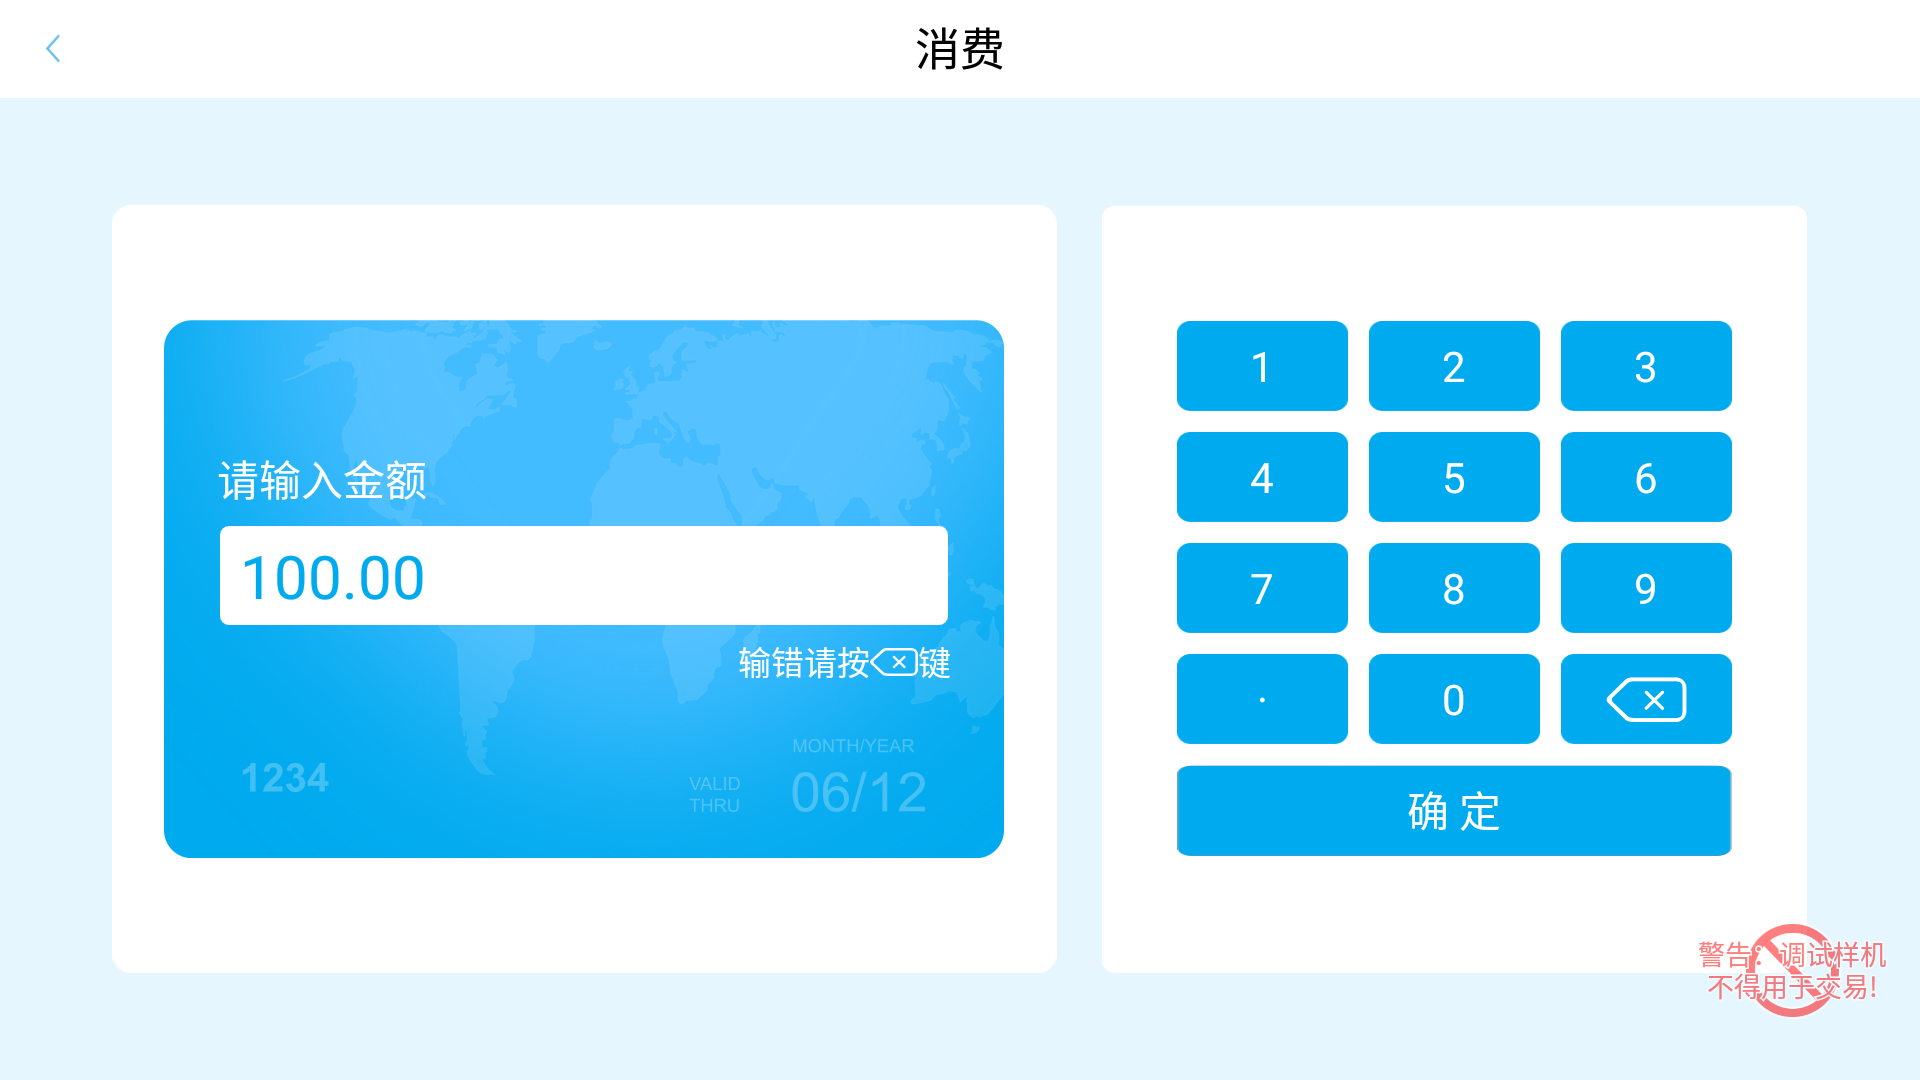 消费
请输入金额
100.00
输错请按键
1234
VALID
THRU
MONTH/YEAR
06/12
1 2 3
4 5 6
7 8 9
· 0
确 定
警告：调试样机
不得用于交易!